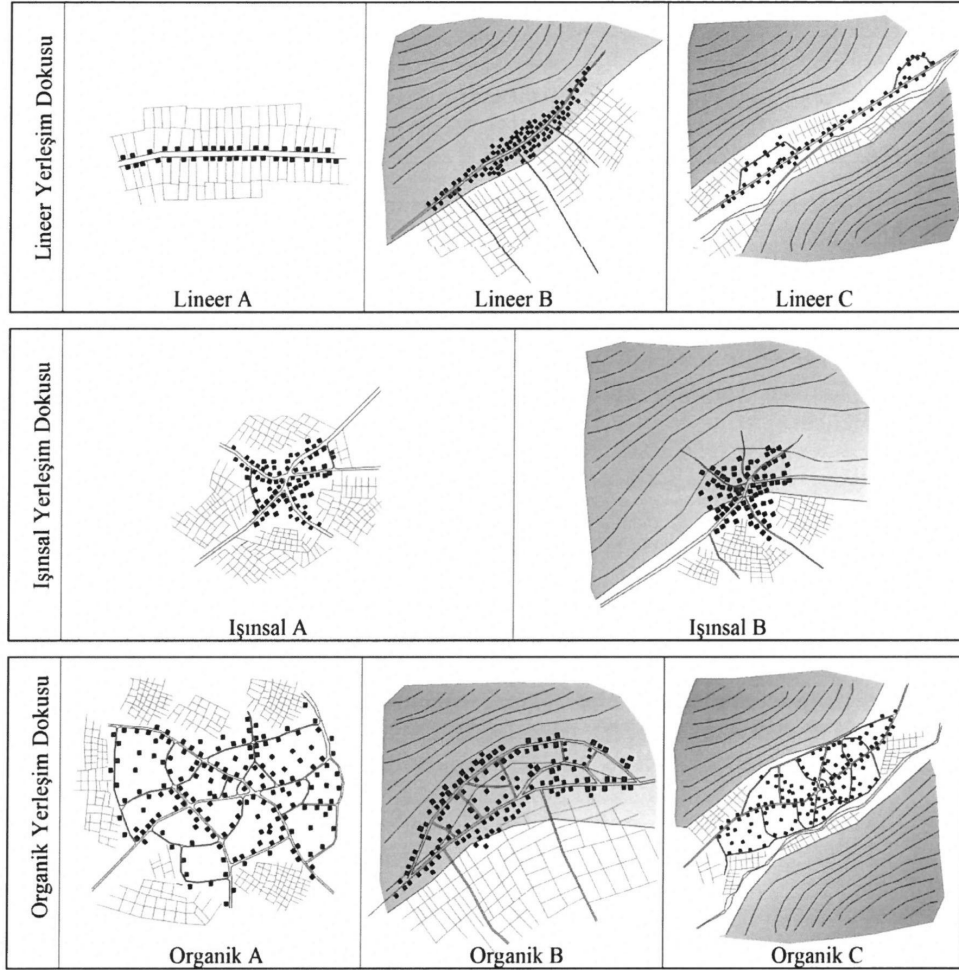 Lineer Yerleşim Dokusu
Lineer A
Lineer B
Lineer C
Işınsal Yerleşim Dokusu
Işınsal A
Işınsal B
Organik Yerleşim Dokusu
Organik A
Organik B
Organik C